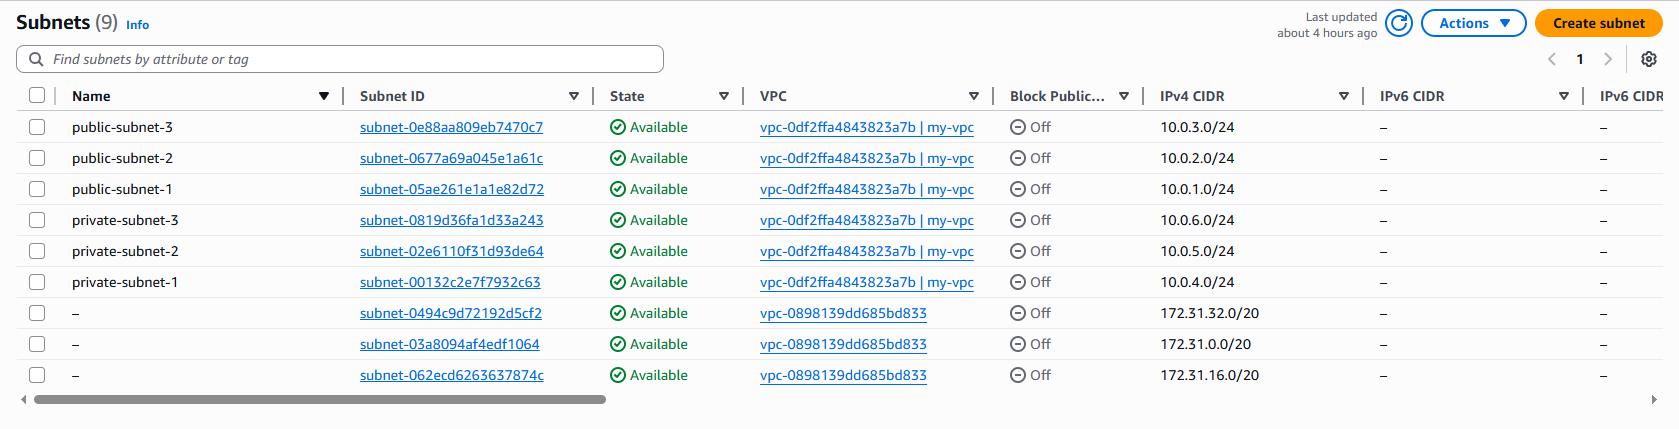 Subnets (9) Info
Last updated
about 4 hours ago
Actions
Create subnet
Find subnets by attribute or tag
1
Name Subnet ID State VPC Block Public... IPv4 CIDR IPv6 CIDR IPv6 CIDR
public-subnet-3 subnet-0e88aa809eb7470c7 Available vpc-0df2ffa4843823a7b | my-vpc Off 10.0.3.0/24 – –
public-subnet-2 subnet-0677a69a045e1a61c Available vpc-0df2ffa4843823a7b | my-vpc Off 10.0.2.0/24 – –
public-subnet-1 subnet-05ae261e1a1e82d72 Available vpc-0df2ffa4843823a7b | my-vpc Off 10.0.1.0/24 – –
private-subnet-3 subnet-0819d36fa1d33a243 Available vpc-0df2ffa4843823a7b | my-vpc Off 10.0.6.0/24 – –
private-subnet-2 subnet-02e6110f31d93de64 Available vpc-0df2ffa4843823a7b | my-vpc Off 10.0.5.0/24 – –
private-subnet-1 subnet-00132c2e7f7932c63 Available vpc-0df2ffa4843823a7b | my-vpc Off 10.0.4.0/24 – –
– subnet-0494c9d72192d5cf2 Available vpc-0898139dd685bd833 Off 172.31.32.0/20 – –
– subnet-03a8094af4edf1064 Available vpc-0898139dd685bd833 Off 172.31.0.0/20 – –
– subnet-062ecd6263637874c Available vpc-0898139dd685bd833 Off 172.31.16.0/20 – –